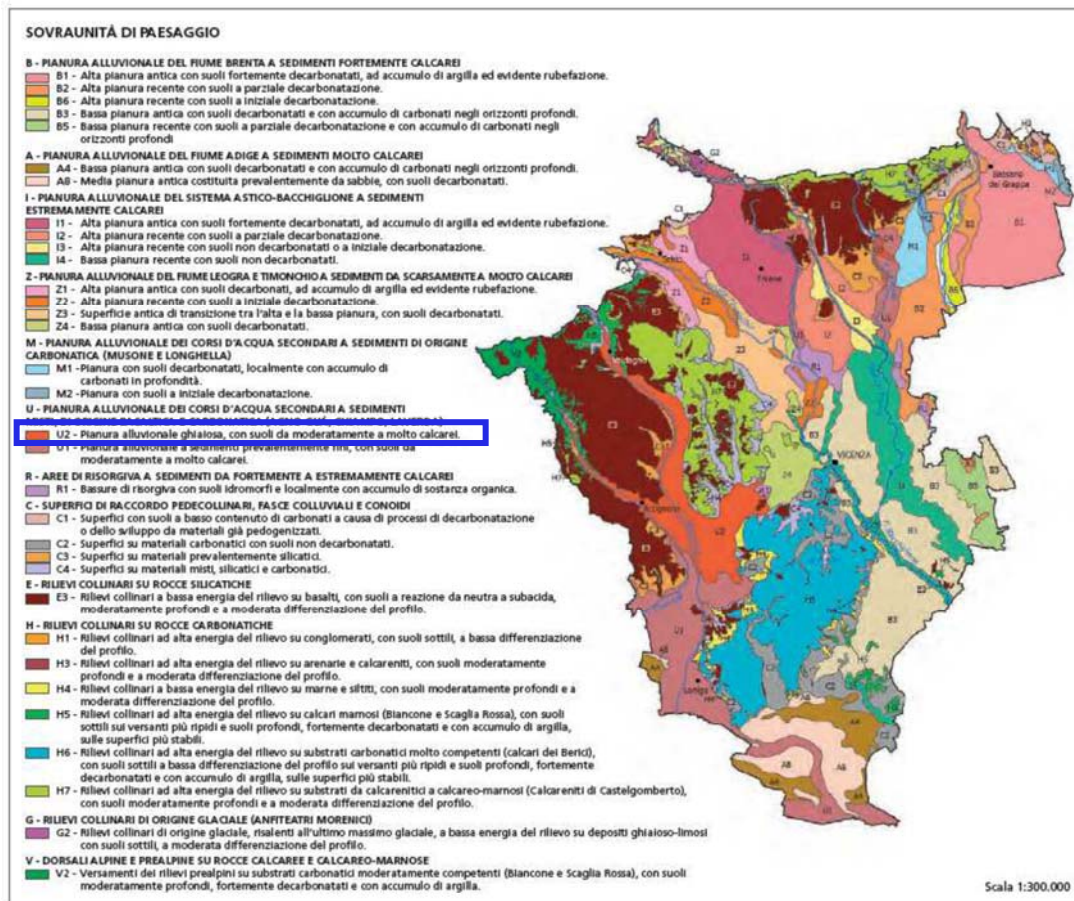 SOVRAUNITÀ DI PAESAGGIO
B - PIANURA ALLUVIONALE DEL FIUME BRENTA A SEDIMENTI FORTEMENTE CALCAREI
B1 - Alta pianura antica con suoli fortemente decarbonatati, ad accumulo di argilla ed evidente rubefazione.
B2 - Alta pianura recente con suoli a parziale decarbonatazione.
B6 - Alta pianura recente con suoli a iniziale decarbonatazione.
B3 - Bassa pianura antica con suoli decarbonatati e con accumulo di carbonati negli orizzonti profondi.
B5 - Bassa pianura recente con suoli a parziale decarbonatazione e con accumulo di carbonati negli
orizzonti profondi
A - PIANURA ALLUVIONALE DEL FIUME ADIGE A SEDIMENTI MOLTO CALCAREI
A4 - Bassa pianura antica con suoli decarbonatati e con accumulo di carbonati negli orizzonti profondi.
A8 - Media pianura antica costituita prevalentemente da sabbie, con suoli decarbonatati.
I - PIANURA ALLUVIONALE DEL SISTEMA ASTICO-BACCHIGLIONE A SEDIMENTI
ESTREMAMENTE CALCAREI
I1 - Alta pianura antica con suoli fortemente decarbonatati, ad accumulo di argilla ed evidente rubefazione.
I2 - Alta pianura recente con suoli a parziale decarbonatazione.
I3 - Alta pianura recente con suoli non decarbonatati o a iniziale decarbonatazione.
I4 - Bassa pianura recente con suoli non decarbonatati.
Z - PIANURA ALLUVIONALE DEL FIUME LEOGRA E TIMONCHIO A SEDIMENTI DA SCARSAMENTE A MOLTO CALCAREI
Z1 - Alta pianura antica con suoli decarbonati, ad accumulo di argilla ed evidente rubefazione.
Z2 - Alta pianura recente con suoli a iniziale decarbonatazione.
Z3 - Superficie antica di transizione tra l'alta e la bassa pianura, con suoli decarbonatati.
Z4 - Bassa pianura antica con suoli decarbonatati.
M - PIANURA ALLUVIONALE DEI CORSI D'ACQUA SECONDARI A SEDIMENTI DI ORIGINE
CARBONATICA (MUSONE E LONGHELLA)
M1 -Pianura con suoli decarbonatati, localmente con accumulo di
carbonati in profondità.
M2 -Pianura con suoli a iniziale decarbonatazione.
U - PIANURA ALLUVIONALE DEI CORSI D'ACQUA SECONDARI A SEDIMENTI
U2 - Pianura alluvionale ghiaiosa, con suoli da moderatamente a molto calcarei.
U1 - Pianura alluvionale a sedimenti prevalentemente fini, con suoli da
moderatamente a molto calcarei.
R - AREE DI RISORGIVA A SEDIMENTI DA FORTEMENTE A ESTREMAMENTE CALCAREI
R1 - Bassure di risorgiva con suoli idromorfi e localmente con accumulo di sostanza organica.
C - SUPERFICI DI RACCORDO PEDECOLLINARI, FASCE COLLUVIALI E CONOIDI
C1 - Superfici con suoli a basso contenuto di carbonati a causa di processi di decarbonatazione
o dello sviluppo da materiali già pedogenizzati.
C2 - Superfici su materiali carbonatici con suoli non decarbonatati.
C3 - Superfici su materiali prevalentemente silicatici.
C4 - Superfici su materiali misti, silicatici e carbonatici.
E - RILIEVI COLLINARI SU ROCCE SILICATICHE
E3 - Rilievi collinari a bassa energia del rilievo su basalti, con suoli a reazione da neutra a subacida,
moderatamente profondi e a moderata differenziazione del profilo.
H - RILIEVI COLLINARI SU ROCCE CARBONATICHE
H1 - Rilievi collinari ad alta energia del rilievo su conglomerati, con suoli sottili, a bassa differenziazione
del profilo.
H3 - Rilievi collinari ad alta energia del rilievo su arenarie e calcareniti, con suoli moderatamente
profondi e a moderata differenziazione del profilo.
H4 - Rilievi collinari a bassa energia del rilievo su marne e siltiti, con suoli moderatamente profondi e a
moderata differenziazione del profilo.
H5 - Rilievi collinari ad alta energia del rilievo su calcari marnosi (Biancone e Scaglia Rossa), con suoli
sottili sui versanti più ripidi e suoli profondi, fortemente decarbonatati e con accumulo di argilla,
sulle superfici più stabili.
H6 - Rilievi collinari ad alta energia del rilievo su substrati carbonatici molto competenti (calcari dei Berici),
con suoli sottili a bassa differenziazione del profilo sui versanti più ripidi e suoli profondi, fortemente
decarbonatati e con accumulo di argilla, sulle superfici più stabili.
H7 - Rilievi collinari ad alta energia del rilievo su substrati da calcarenitici a calcareo-marnosi (Calcareniti di Castelgomberto),
con suoli moderatamente profondi e a moderata differenziazione del profilo.
G - RILIEVI COLLINARI DI ORIGINE GLACIALE (ANFITEATRI MORENICI)
G2 - Rilievi collinari di origine glaciale, risalenti all'ultimo massimo glaciale, a bassa energia del rilievo su depositi ghiaioso-limosi
con suoli sottili, a moderata differenziazione del profilo.
V - DORSALI ALPINE E PREALPINE SU ROCCE CALCAREE E CALCAREO-MARNOSE
V2 - Versamenti dei rilievi prealpini su substrati carbonatici moderatamente competenti (Biancone e Scaglia Rossa), con suoli
moderatamente profondi, fortemente decarbonatati e con accumulo di argilla.
Bassano
del Grappa
VICENZA
Lonigo
Scala 1:300.000